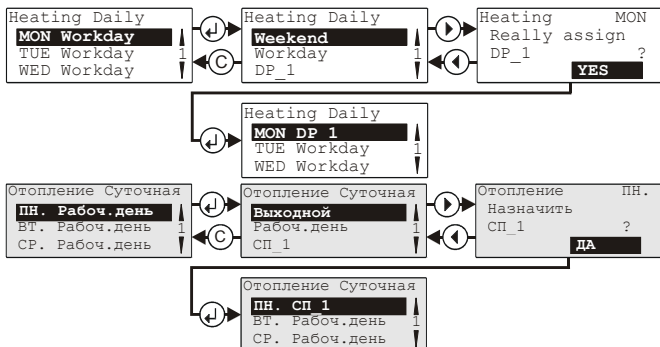 Heating Daily
MON Workday
TUE Workday 1
WED Workday
Heating Daily
Weekend
Workday 1
DP_1
C
Heating MON
Really assign
DP_1 ?
YES
Heating Daily
MON DP 1
TUE Workday 1
WED Workday
Отопление Суточная
ПН. Рабоч.день
ВТ. Рабоч.день 1
СР. Рабоч.день
Отопление Суточная
Выходной
Рабоч.день 1
СП_1
C
Отопление ПН.
Назначить
СП_1 ?
ДА
Отопление Суточная
ПН. СП_1
ВТ. Рабоч.день 1
СР. Рабоч.день